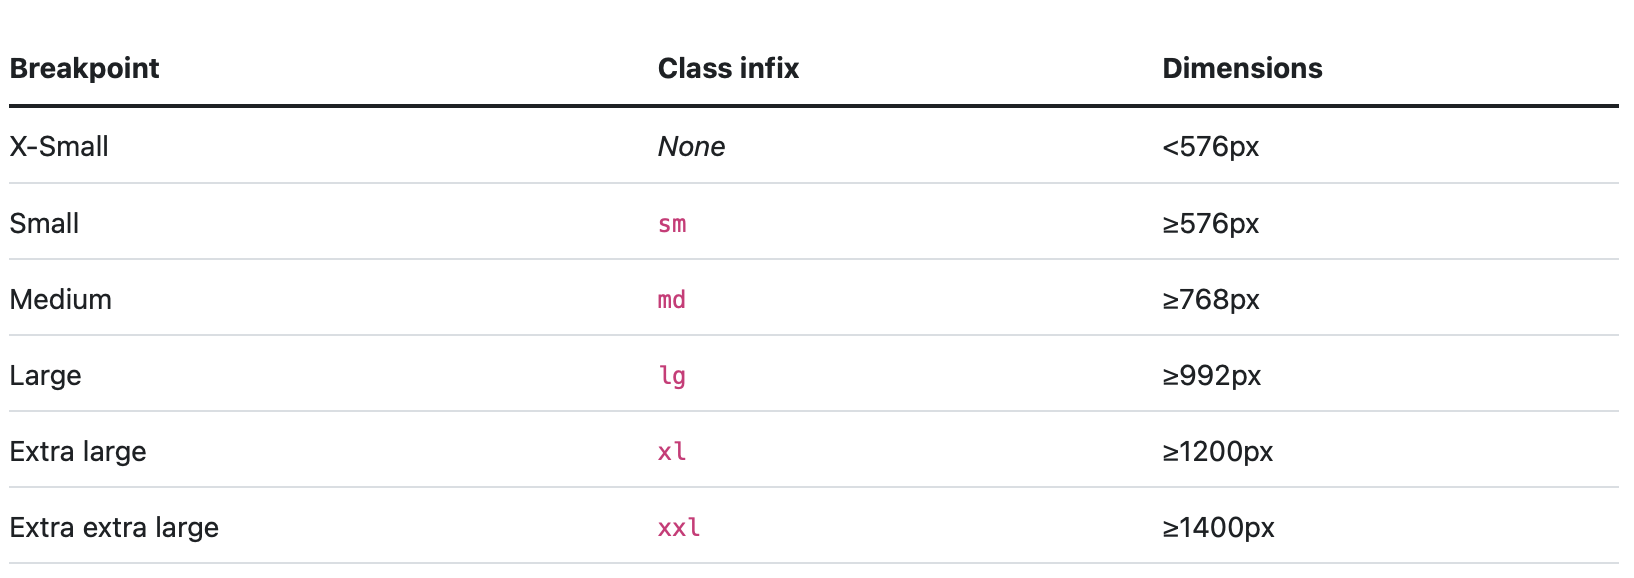 Breakpoint Class infix Dimensions
X-Small None <576px
Small sm ≥576px
Medium md ≥768px
Large lg ≥992px
Extra large xl ≥1200px
Extra extra large xxl ≥1400px